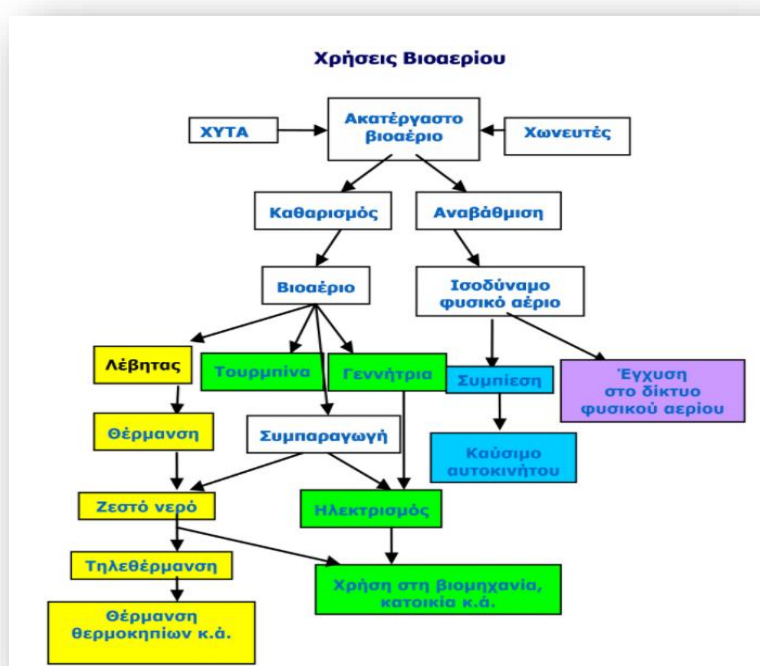 Χρήσεις Βιοαερίου
ΧΥΤΑ
Ακατέργαστο
βιοαέριο
Χωνευτές
Καθαρισμός
Αναβάθμιση
Βιοαέριο
Ισοδύναμο
φυσικό αέριο
Λέβητας
Τουρμπίνα
Γεννήτρια
Συμπίεση
Έγχυση
στο δίκτυο
φυσικού αερίου
Θέρμανση
Συμπαραγωγή
Καύσιμο
αυτοκινήτου
Ζεστό νερό
Ηλεκτρισμός
Τηλεθέρμανση
Χρήση στη βιομηχανία,
κατοικία κ.ά.
Θέρμανση
θερμοκηπίων κ.ά.